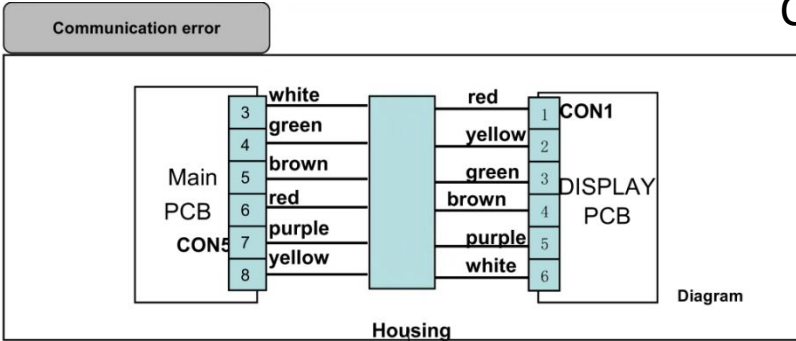 Communication error
white
3
green
4
brown
5
red
6
purple
7
yellow
8
Main
PCB
CON5
red
1
CON1
yellow
2
green
3
brown
4
purple
5
white
6
DISPLAY
PCB
Diagram
Housing